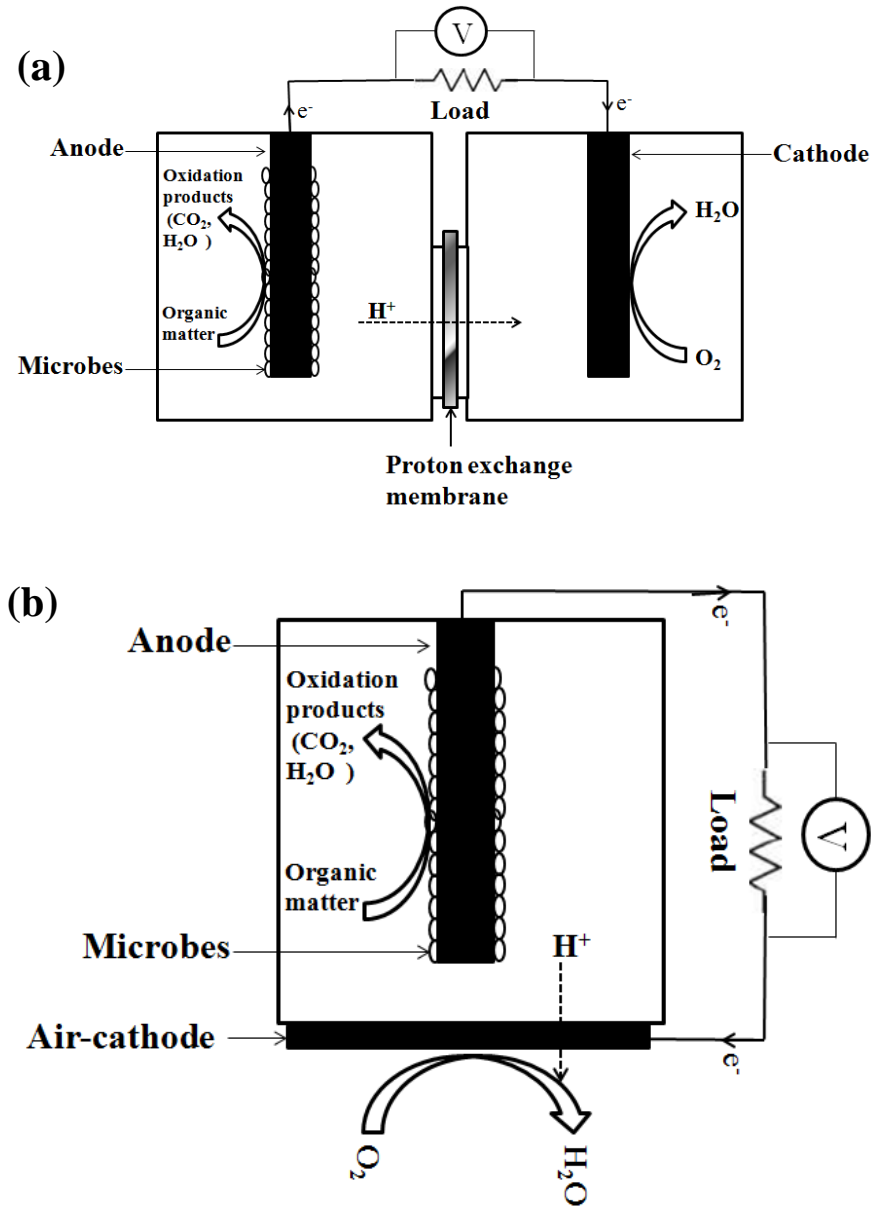 (a)
V
e⁻
Load
e⁻
Anode
Cathode
Oxidation
products
(CO₂,
H₂O )
H₂O
Organic
matter
H⁺
Microbes
O₂
Proton exchange
membrane
(b)
e⁻
Anode
Oxidation
products
(CO₂,
H₂O )
Load
V
Organic
matter
Microbes
H⁺
Air-cathode
e⁻
O₂
H₂O